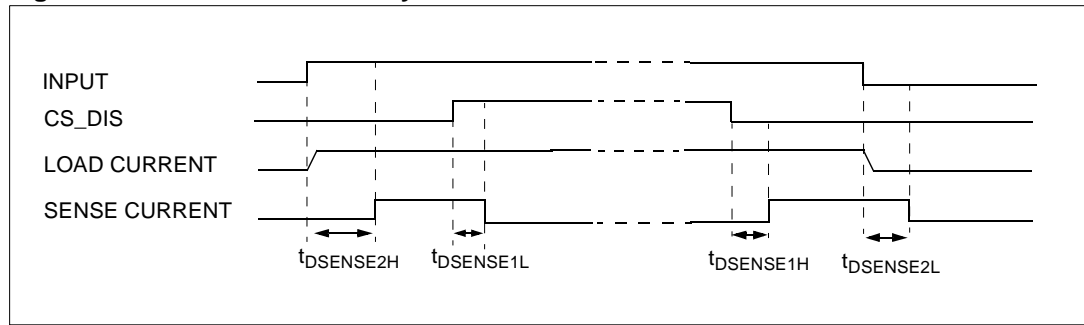 INPUT
CS_DIS
LOAD CURRENT
SENSE CURRENT
tDSENSE2H tDSENSE1L tDSENSE1H tDSENSE2L